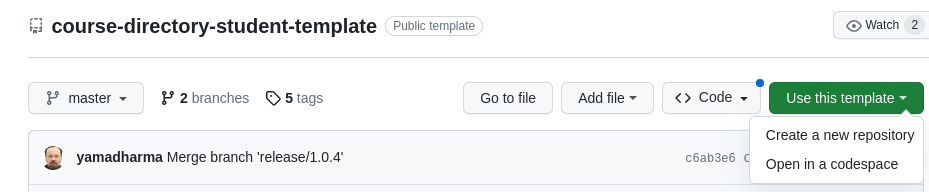 course-directory-student-template Public template Watch 2
master 2 branches 5 tags Go to file Add file Code Use this template
Create a new repository
yamadharma Merge branch 'release/1.0.4' c6ab3e6
Open in a codespace